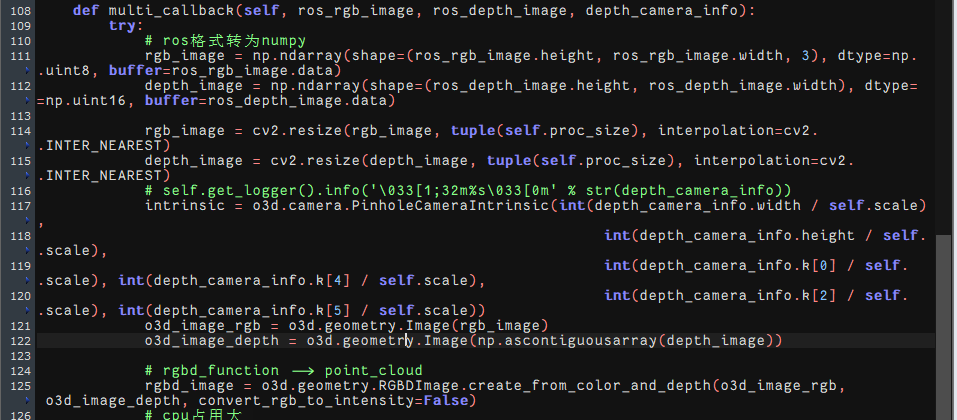 108 def multi_callback(self, ros_rgb_image, ros_depth_image, depth_camera_info):
109 try:
110 # ros格式转为numpy
111 rgb_image = np.ndarray(shape=(ros_rgb_image.height, ros_rgb_image.width, 3), dtype=np.
.uint8, buffer=ros_rgb_image.data)
112 depth_image = np.ndarray(shape=(ros_depth_image.height, ros_depth_image.width), dtype=
=np.uint16, buffer=ros_depth_image.data)
113
114 rgb_image = cv2.resize(rgb_image, tuple(self.proc_size), interpolation=cv2.
.INTER_NEAREST)
115 depth_image = cv2.resize(depth_image, tuple(self.proc_size), interpolation=cv2.
.INTER_NEAREST)
116 # self.get_logger().info('\033[1;32m%s\033[0m' % str(depth_camera_info))
117 intrinsic = o3d.camera.PinholeCameraIntrinsic(int(depth_camera_info.width / self.scale)
,
118 int(depth_camera_info.height / self.
.scale),
119 int(depth_camera_info.k[0] / self.
.scale), int(depth_camera_info.k[4] / self.scale),
120 int(depth_camera_info.k[2] / self.
.scale), int(depth_camera_info.k[5] / self.scale))
121 o3d_image_rgb = o3d.geometry.Image(rgb_image)
122 o3d_image_depth = o3d.geometry.Image(np.ascontiguousarray(depth_image))
123
124 # rgbd_function --> point_cloud
125 rgbd_image = o3d.geometry.RGBDImage.create_from_color_and_depth(o3d_image_rgb,
o3d_image_depth, convert_rgb_to_intensity=False)
126 # cpu占用大